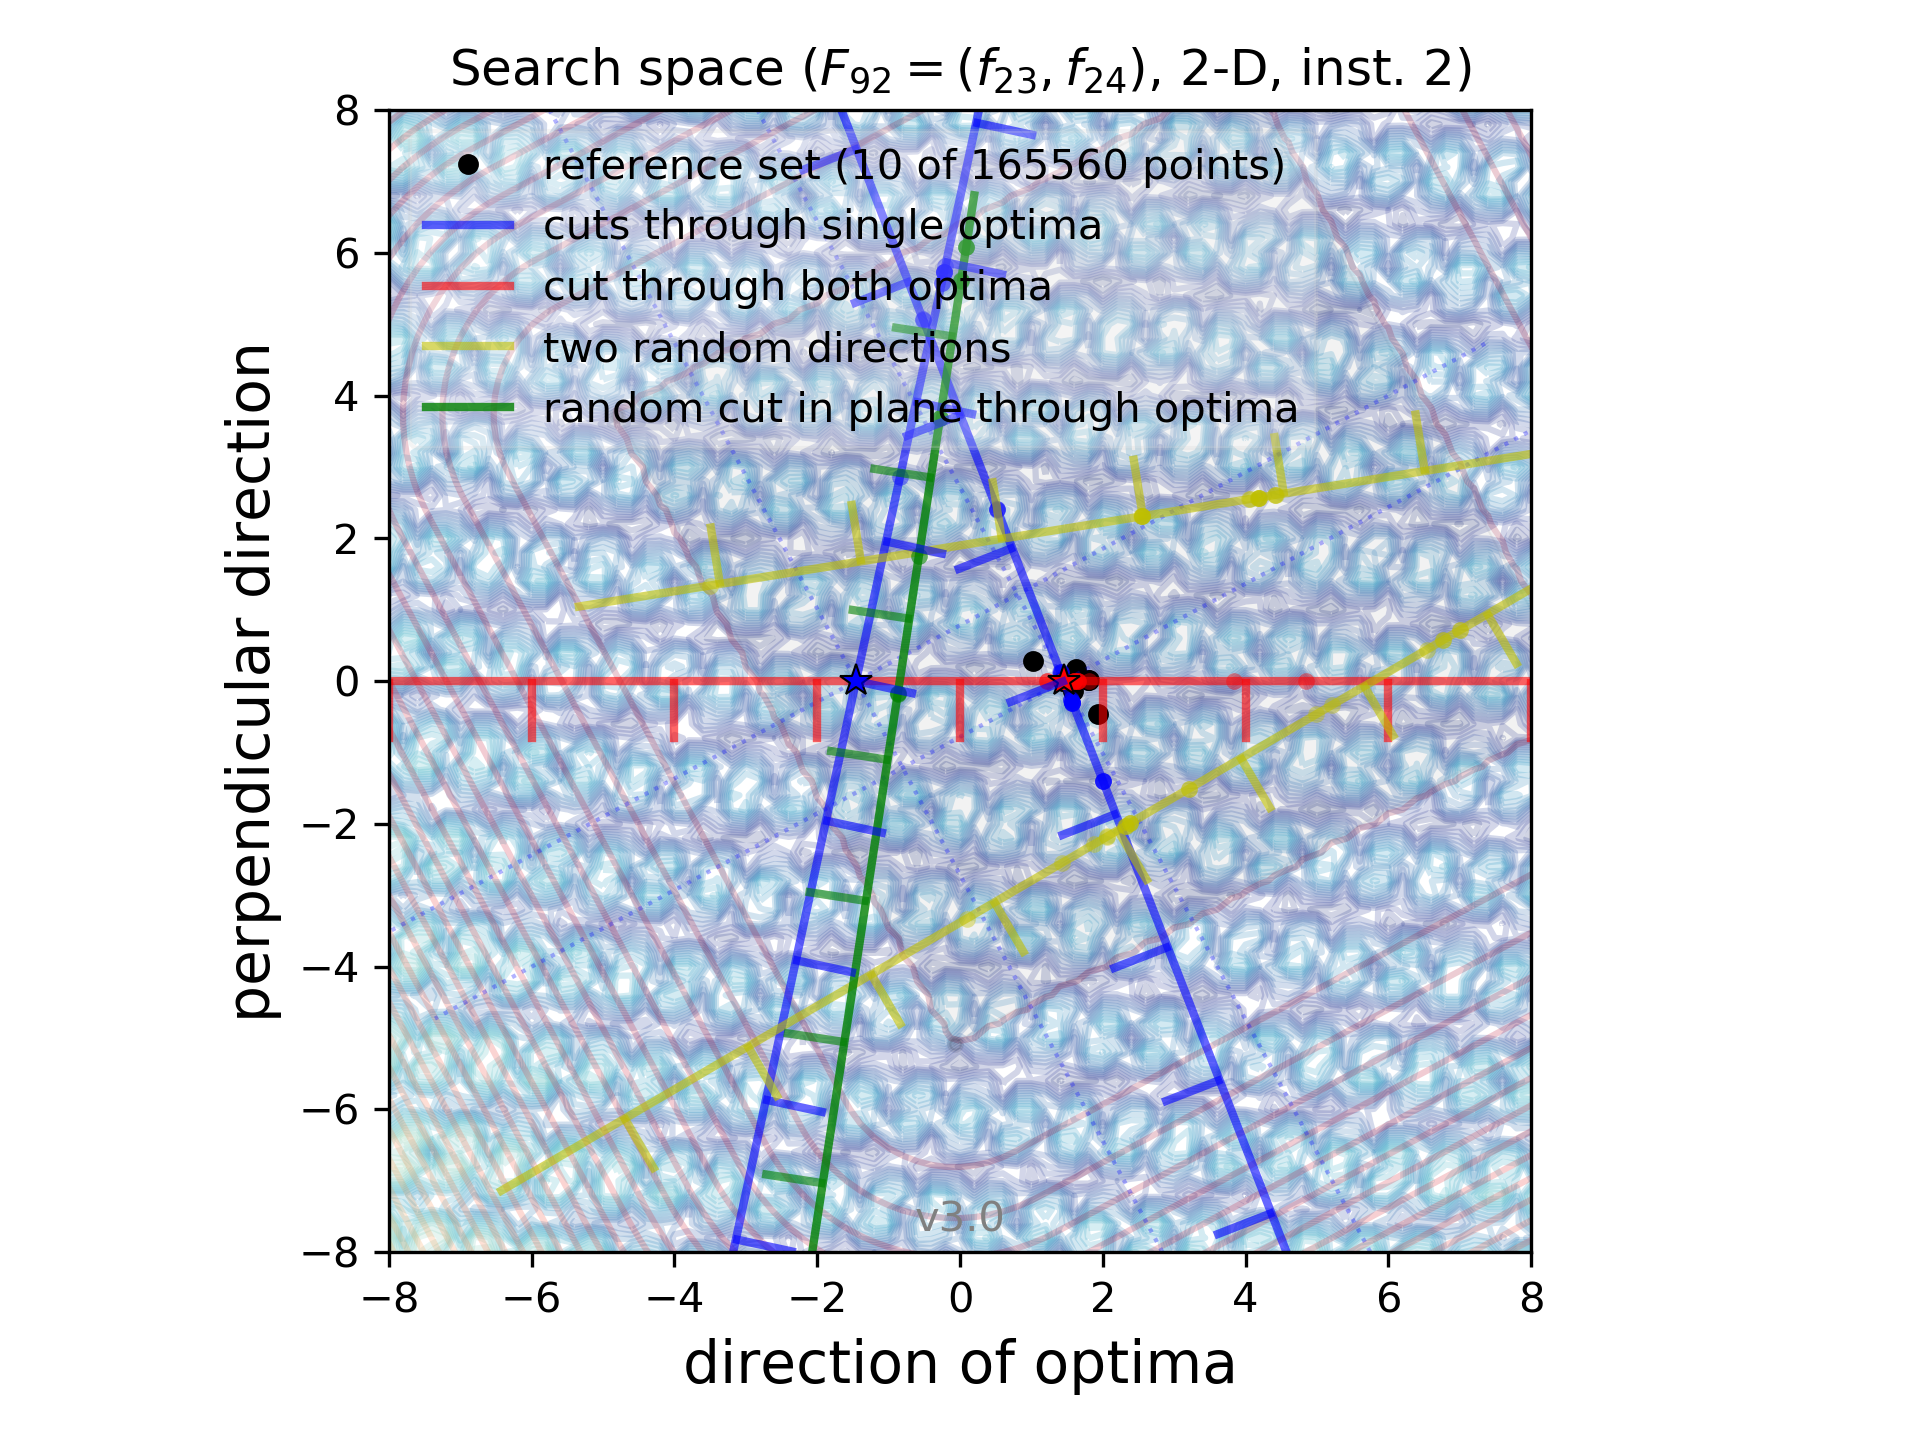 Search space (F92 = (f23, f24), 2-D, inst. 2)
reference set (10 of 165560 points)
cuts through single optima
cut through both optima
two random directions
random cut in plane through optima
8
6
4
2
0
−2
−4
−6
−8
perpendicular direction
v3.0
−8 −6 −4 −2 0 2 4 6 8
direction of optima